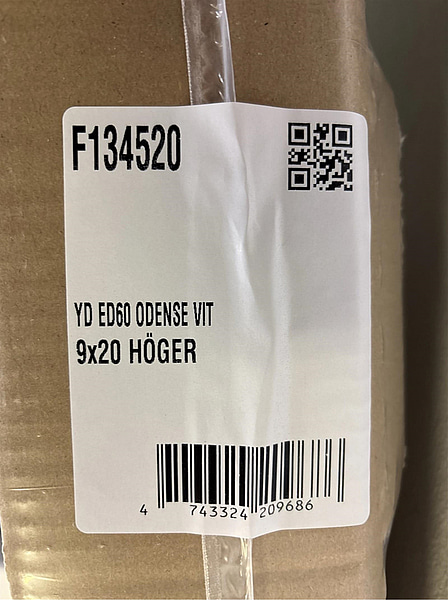 F134520
YD ED60 ODENSE VIT
9x20 HÖGER
4 743324 209686